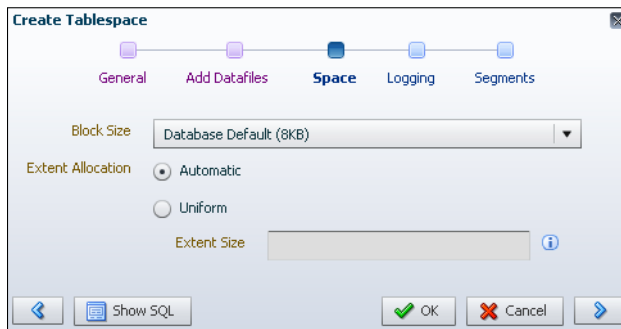 Create Tablespace
General Add Datafiles Space Logging Segments
Block Size Database Default (8KB)
Extent Allocation Automatic
Uniform
Extent Size
Show SQL OK Cancel